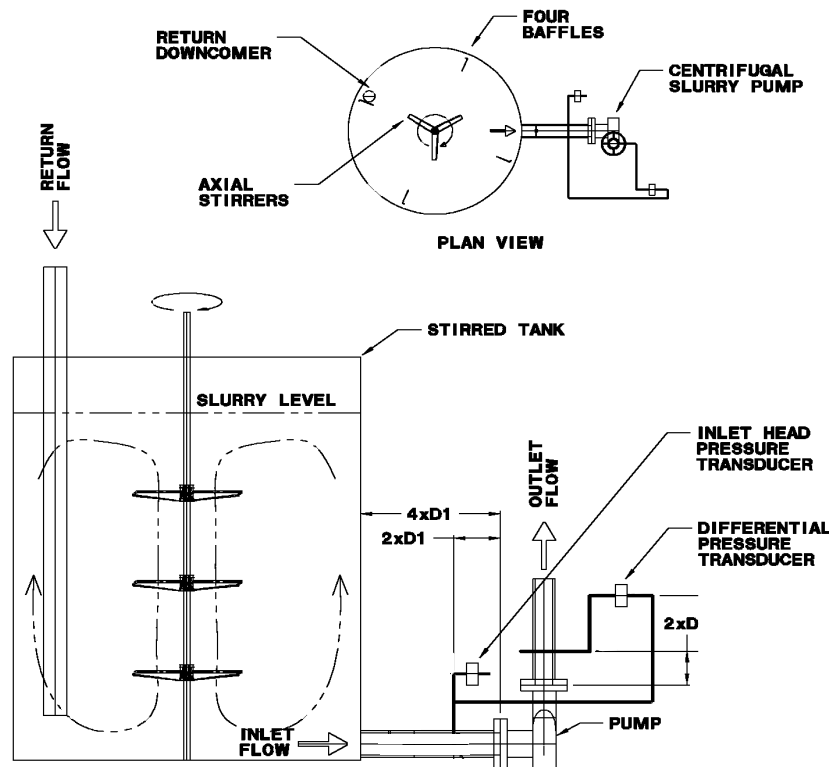 FOUR
BAFFLES
RETURN
DOWNCOMER
CENTRIFUGAL
SLURRY PUMP
AXIAL
STIRRERS
PLAN VIEW
RETURN
FLOW
STIRRED TANK
SLURRY LEVEL
INLET HEAD
PRESSURE
TRANSDUCER
OUTLET
FLOW
4xD1
2xD1
DIFFERENTIAL
PRESSURE
TRANSDUCER
2xD
INLET
FLOW
PUMP